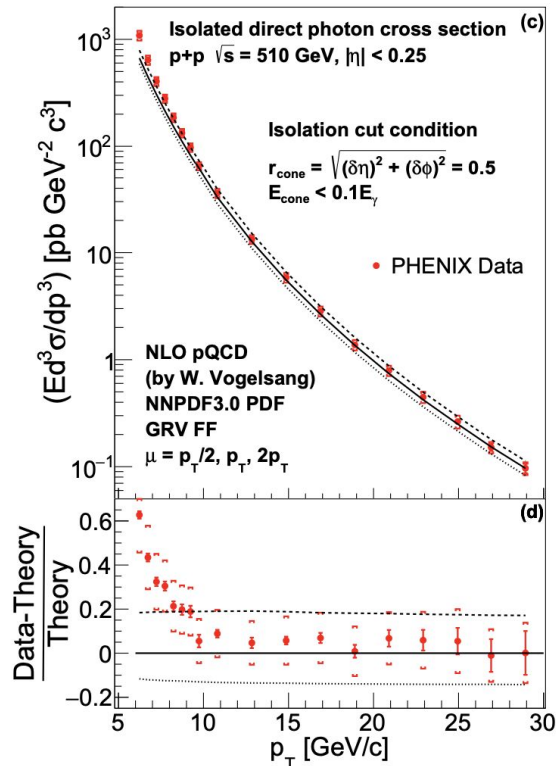 (c)
Isolated direct photon cross section
p+p √s = 510 GeV, |η| < 0.25
Isolation cut condition
r_cone = √(δη)² + (δϕ)² = 0.5
E_cone < 0.1E_γ
PHENIX Data
NLO pQCD
(by W. Vogelsang)
NNPDF3.0 PDF
GRV FF
μ = p_T/2, p_T, 2p_T
(Ed³σ/dp³) [pb GeV⁻² c³]
10³
10²
10
1
10⁻¹
(d)
Data-Theory
Theory
0.6
0.4
0.2
0
−0.2
5 10 15 20 25 30
p_T [GeV/c]